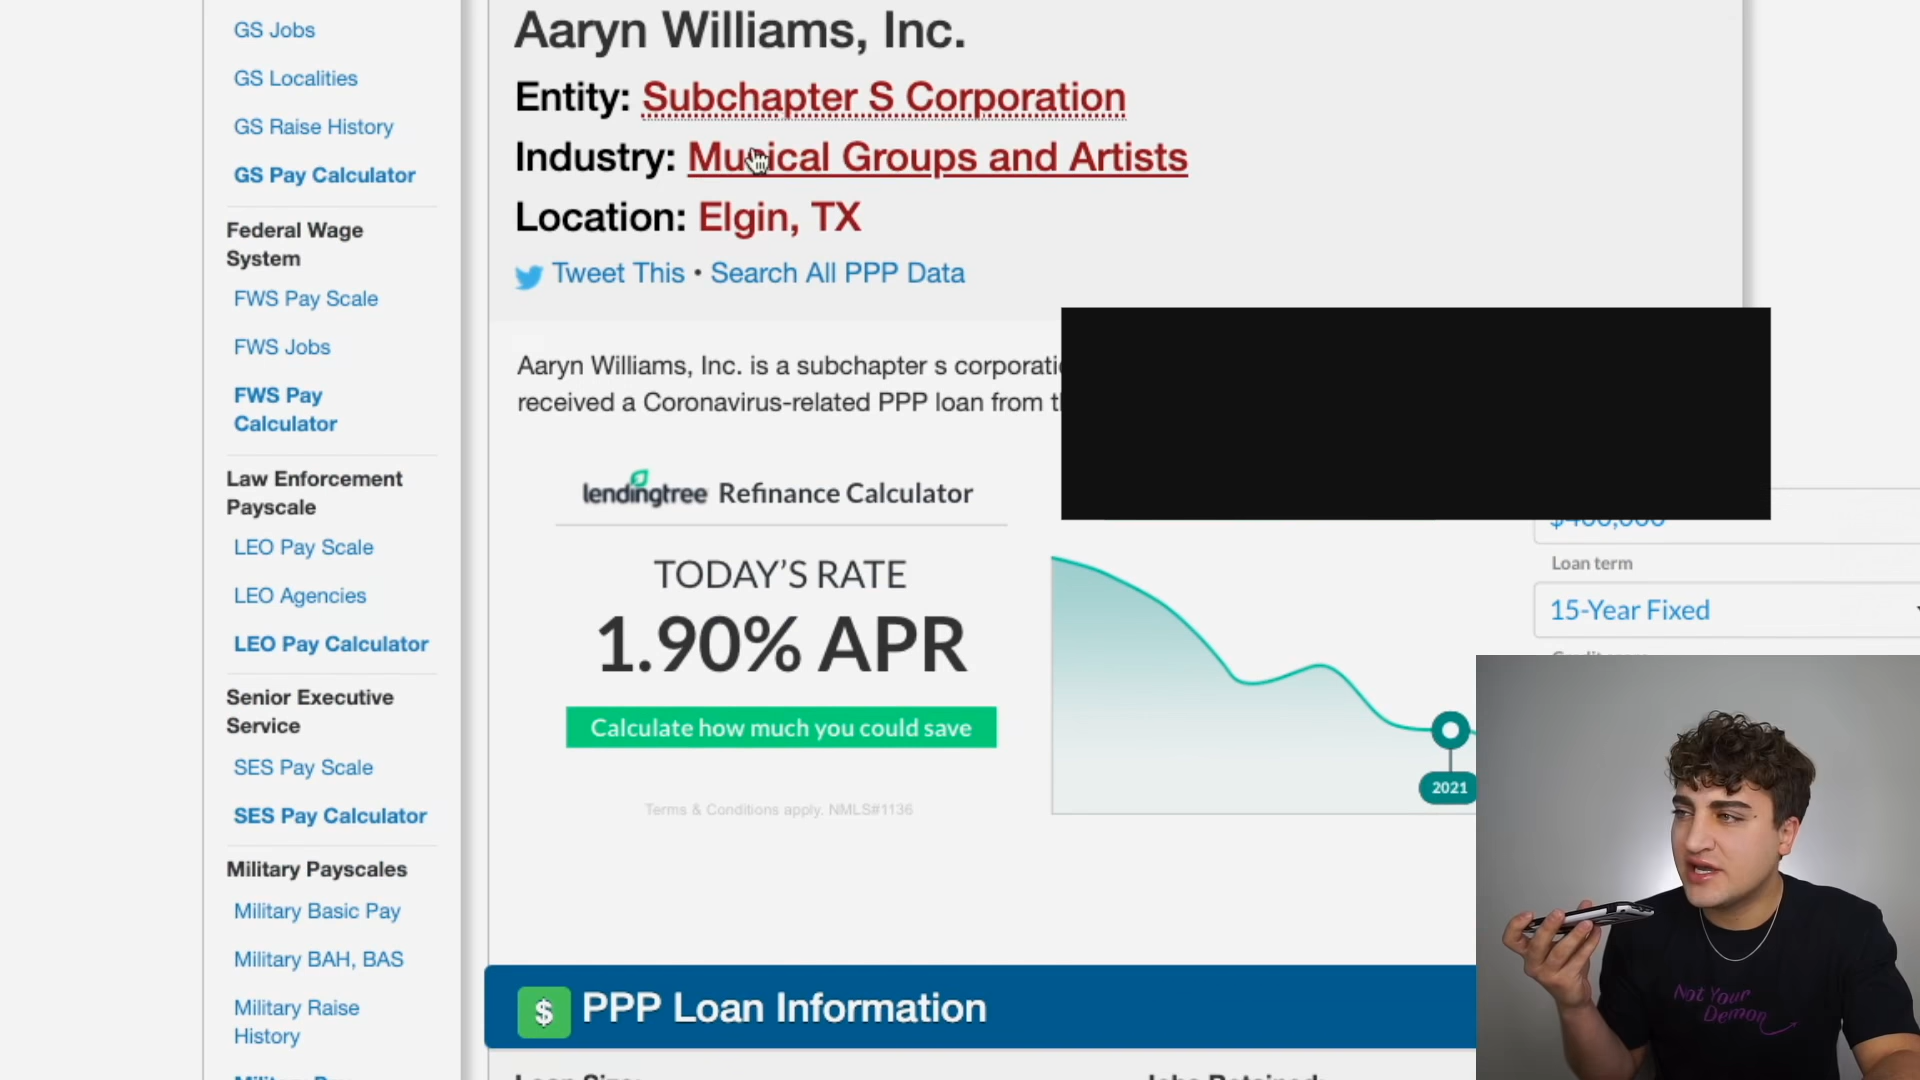 GS Jobs
GS Localities
GS Raise History
GS Pay Calculator
Federal Wage
System
FWS Pay Scale
FWS Jobs
FWS Pay
Calculator
Law Enforcement
Payscale
LEO Pay Scale
LEO Agencies
LEO Pay Calculator
Senior Executive
Service
SES Pay Scale
SES Pay Calculator
Military Payscales
Military Basic Pay
Military BAH, BAS
Military Raise
History
Aaryn Williams, Inc.
Entity: Subchapter S Corporation
Industry: Musical Groups and Artists
Location: Elgin, TX
Tweet This • Search All PPP Data
Aaryn Williams, Inc. is a subchapter s corporati
received a Coronavirus-related PPP loan from t
lendingtree Refinance Calculator
TODAY'S RATE
1.90% APR
Calculate how much you could save
Terms & Conditions apply. NMLS#1136
Loan term
15-Year Fixed
2021
PPP Loan Information
Not Your
Demon